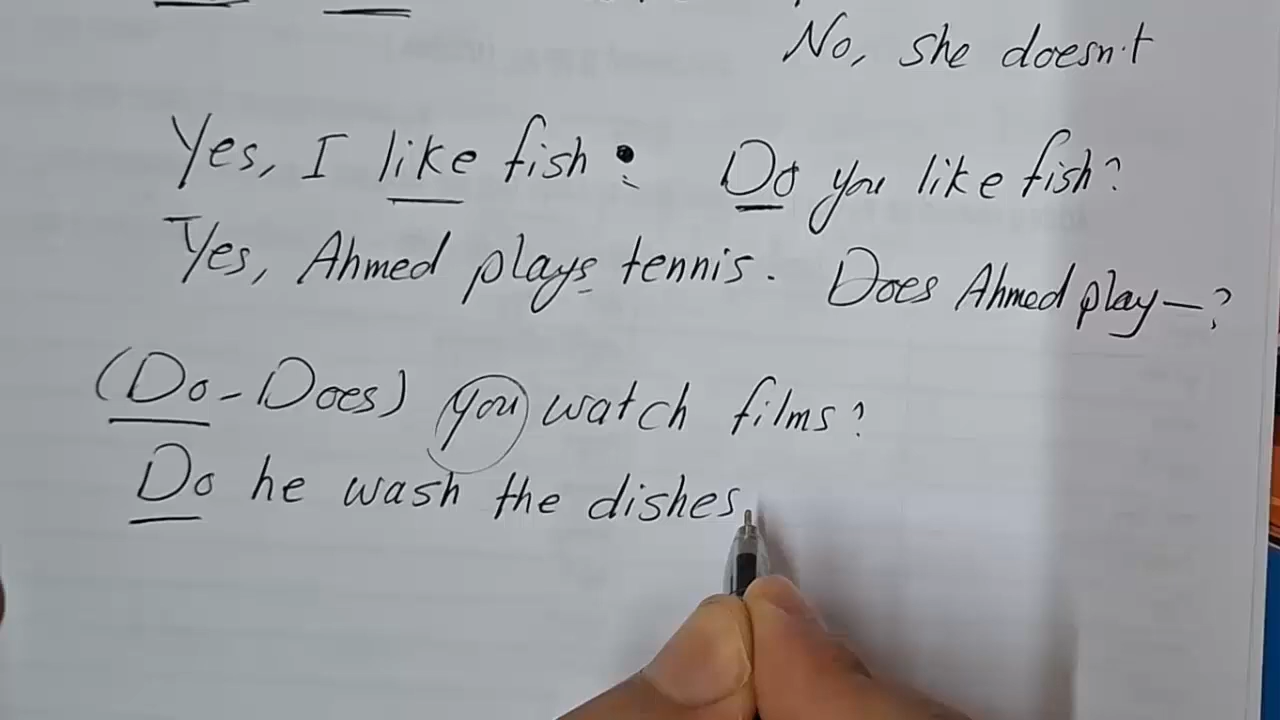 No, she doesn't
Yes, I like fish. Do you like fish?
Yes, Ahmed plays tennis. Does Ahmed play—?
(Do-Does) you watch films?
Do he wash the dishes